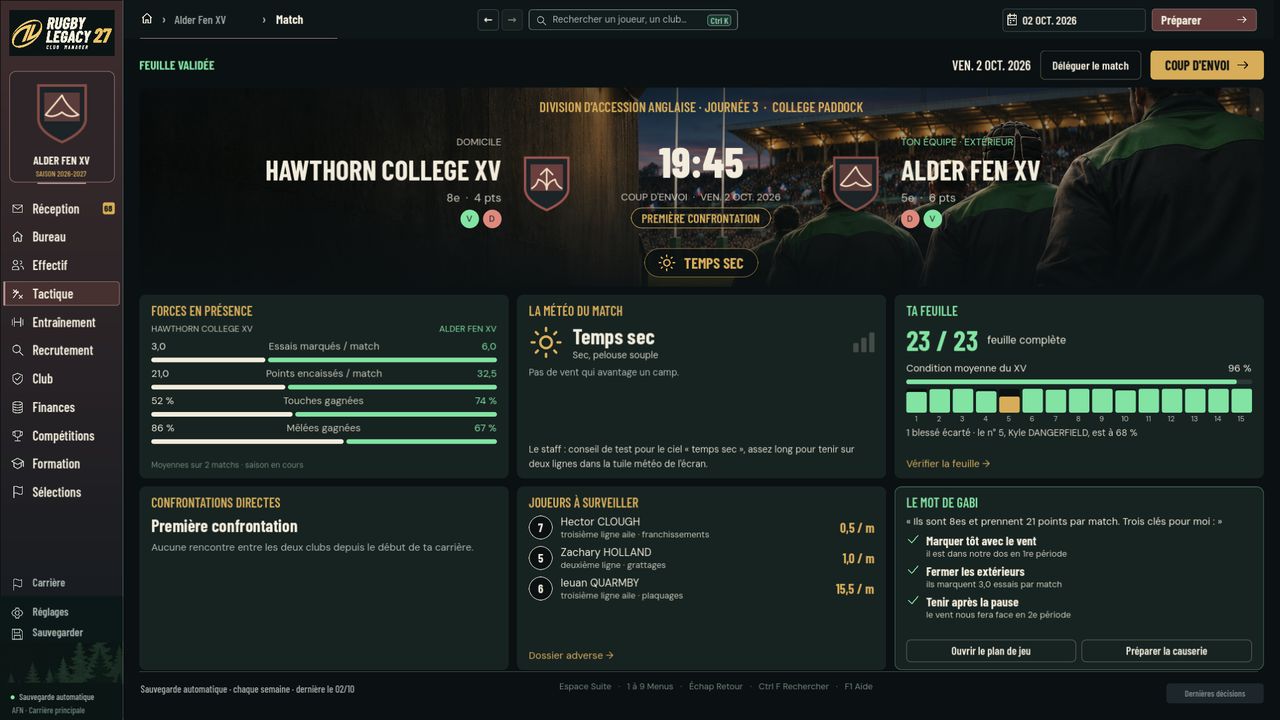 RUGBY
LEGACY 27
CLUB MANAGER
ALDER FEN XV
SAISON 2026-2027
Réception 68
Bureau
Effectif
Tactique
Entraînement
Recrutement
Club
Finances
Compétitions
Formation
Sélections
Carrière
Réglages
Sauvegarder
Sauvegarde automatique
AFN · Carrière principale
› Alder Fen XV › Match
← → Rechercher un joueur, un club… Ctrl K
02 OCT. 2026
Préparer →
FEUILLE VALIDÉE
VEN. 2 OCT. 2026
Déléguer le match
COUP D'ENVOI →
DIVISION D'ACCESSION ANGLAISE · JOURNÉE 3 · COLLEGE PADDOCK
DOMICILE
HAWTHORN COLLEGE XV
8e · 4 pts
V D
19:45
COUP D'ENVOI · VEN. 2 OCT. 2026
PREMIÈRE CONFRONTATION
TEMPS SEC
TON ÉQUIPE · EXTÉRIEUR
ALDER FEN XV
5e · 6 pts
D V
FORCES EN PRÉSENCE
HAWTHORN COLLEGE XV ALDER FEN XV
3,0 Essais marqués / match 6,0
21,0 Points encaissés / match 32,5
52 % Touches gagnées 74 %
86 % Mêlées gagnées 67 %
Moyennes sur 2 matchs · saison en cours
LA MÉTÉO DU MATCH
Temps sec
Sec, pelouse souple
Pas de vent qui avantage un camp.
Le staff : conseil de test pour le ciel « temps sec », assez long pour tenir sur
deux lignes dans la tuile météo de l'écran.
TA FEUILLE
23 / 23 feuille complète
Condition moyenne du XV 96 %
1 2 3 4 5 6 7 8 9 10 11 12 13 14 15
1 blessé écarté · le n° 5, Kyle DANGERFIELD, est à 68 %
Vérifier la feuille →
CONFRONTATIONS DIRECTES
Première confrontation
Aucune rencontre entre les deux clubs depuis le début de ta carrière.
JOUEURS À SURVEILLER
7 Hector CLOUGH 0,5 / m
troisième ligne aile · franchissements
5 Zachary HOLLAND 1,0 / m
deuxième ligne · grattages
6 Ieuan QUARMBY 15,5 / m
troisième ligne aile · plaquages
Dossier adverse →
LE MOT DE GABI
« Ils sont 8es et prennent 21 points par match. Trois clés pour moi : »
Marquer tôt avec le vent
il est dans notre dos en 1re période
Fermer les extérieurs
ils marquent 3,0 essais par match
Tenir après la pause
le vent nous fera face en 2e période
Ouvrir le plan de jeu
Préparer la causerie
Sauvegarde automatique · chaque semaine · dernière le 02/10
Espace Suite · 1 à 9 Menus · Échap Retour · Ctrl F Rechercher · F1 Aide
Dernières décisions